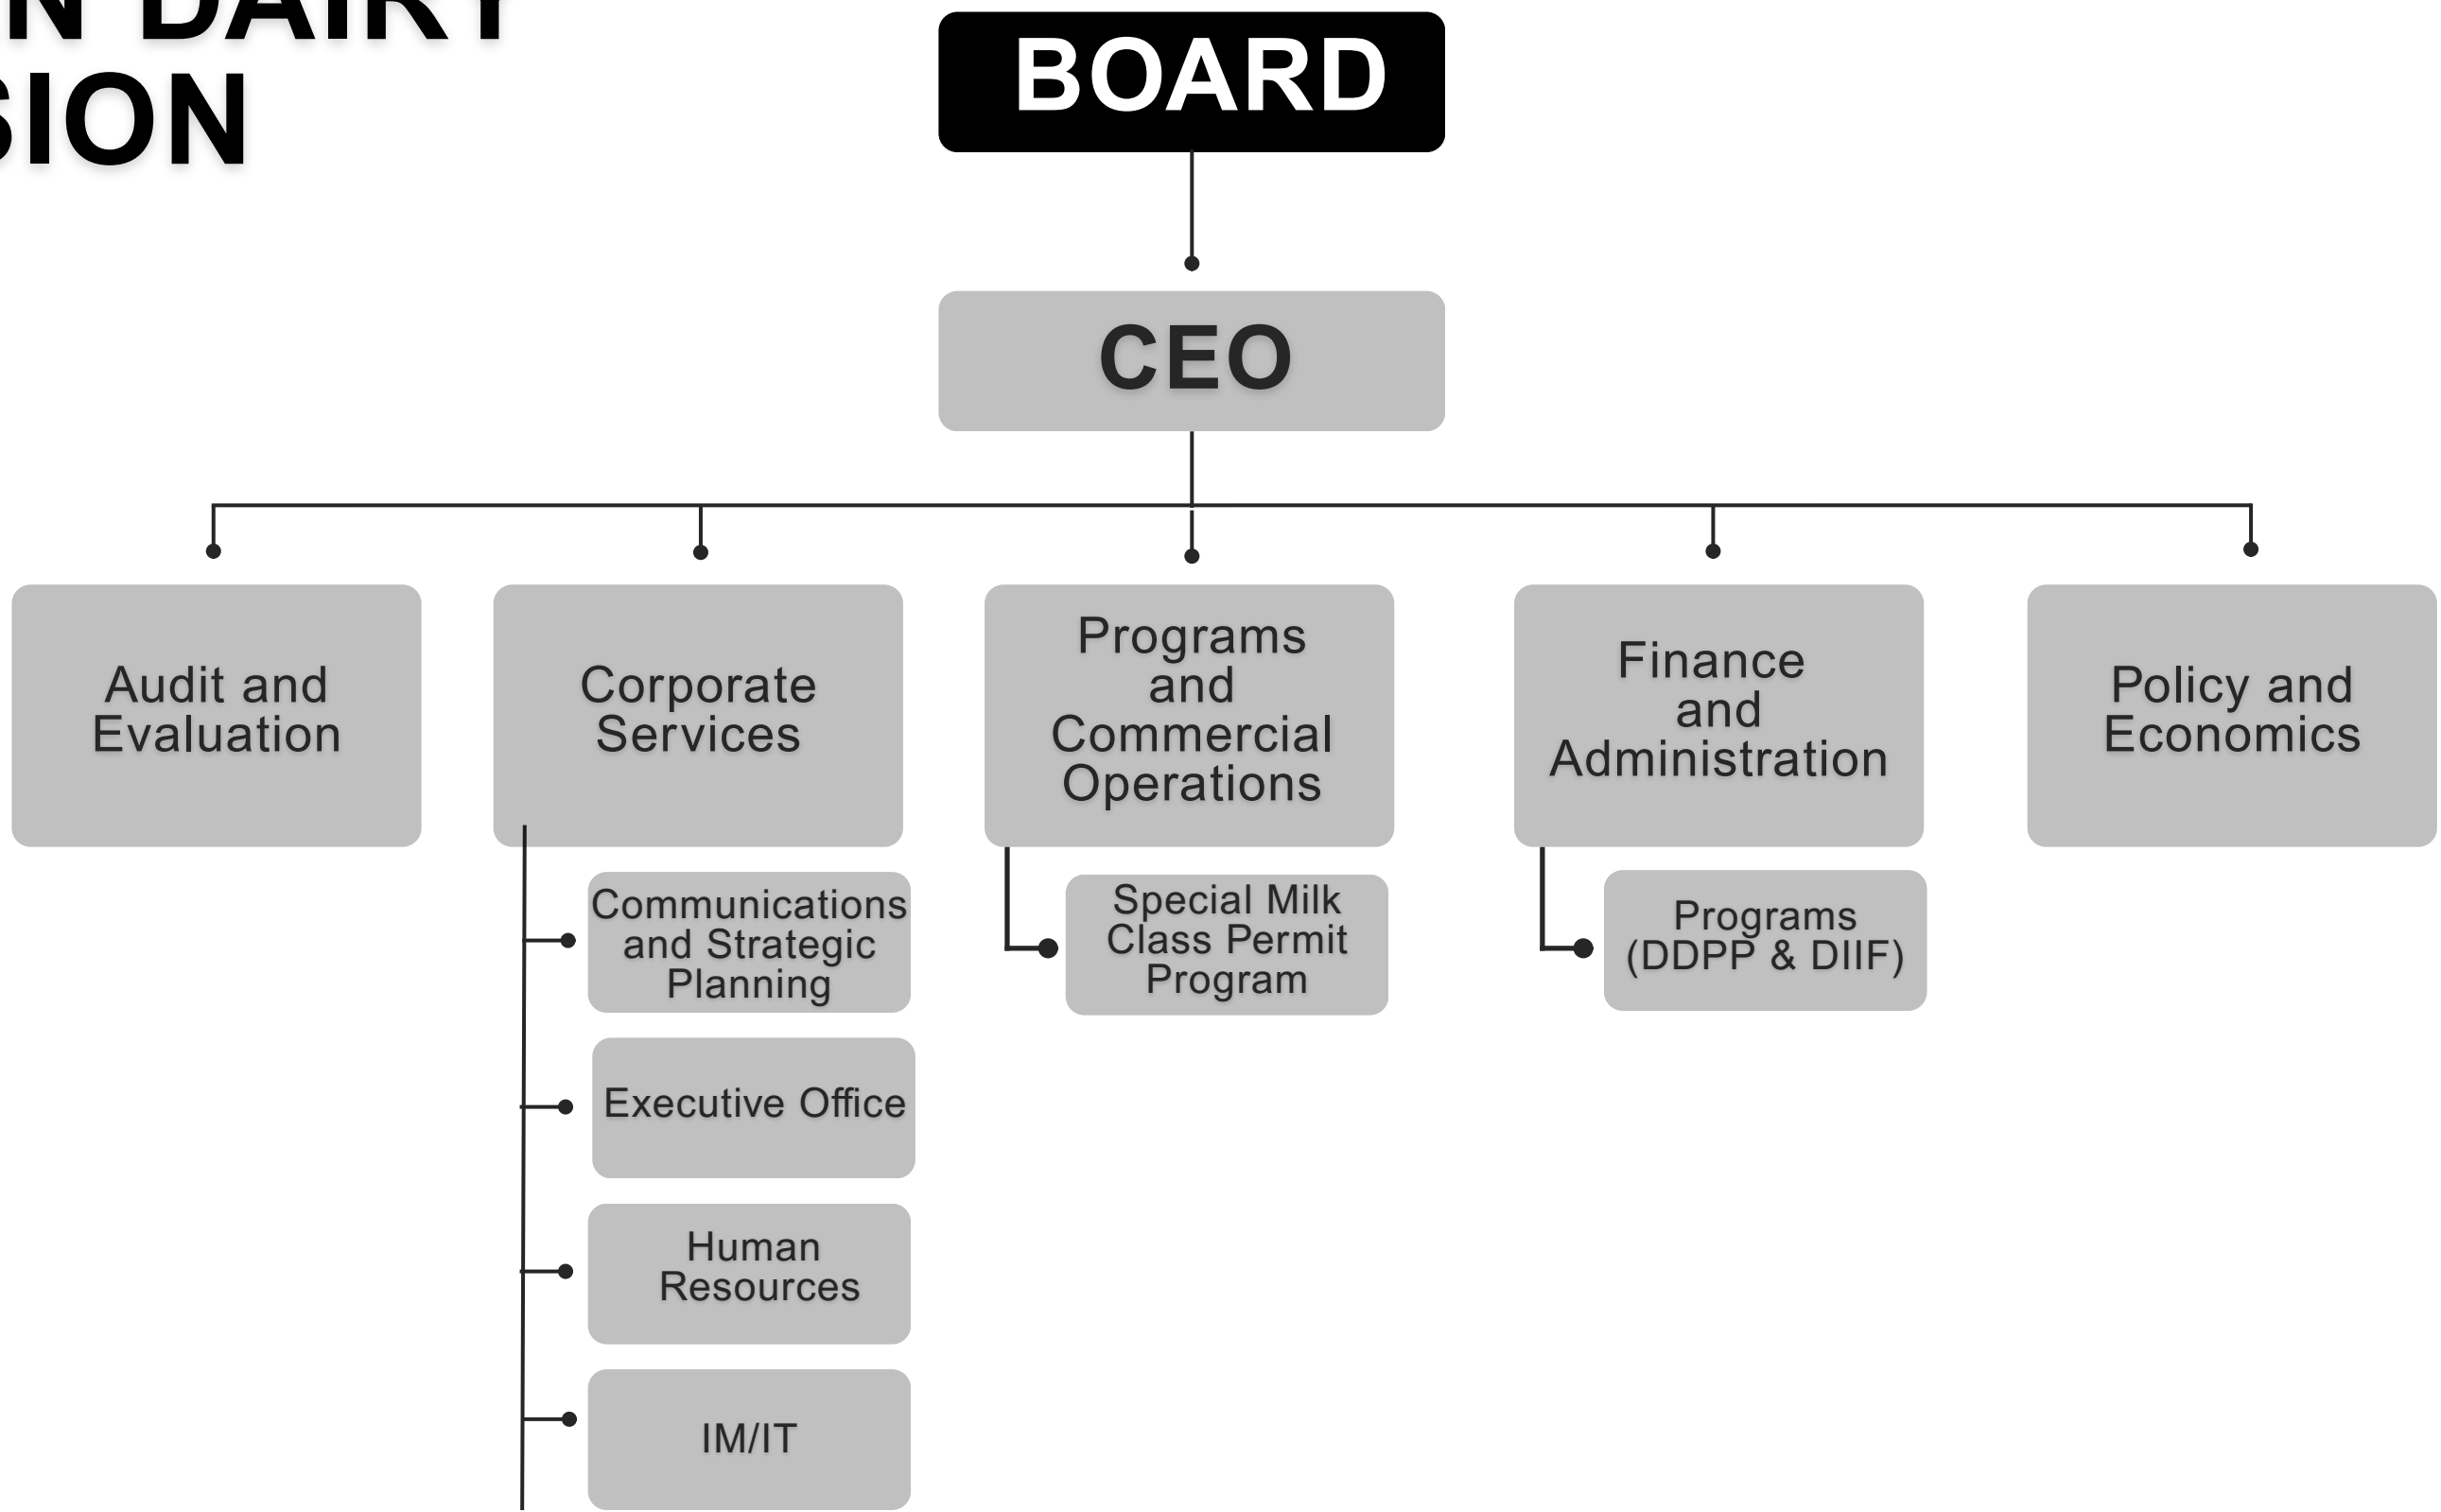 DAIRY
BOARD
CEO
Audit and
Evaluation
Corporate
Services
Programs
and
Commercial
Operations
Finance
and
Administration
Policy and
Economics
Communications
and Strategic
Planning
Executive Office
Human
Resources
IM/IT
Special Milk
Class Permit
Program
Programs
(DDPP & DIIF)